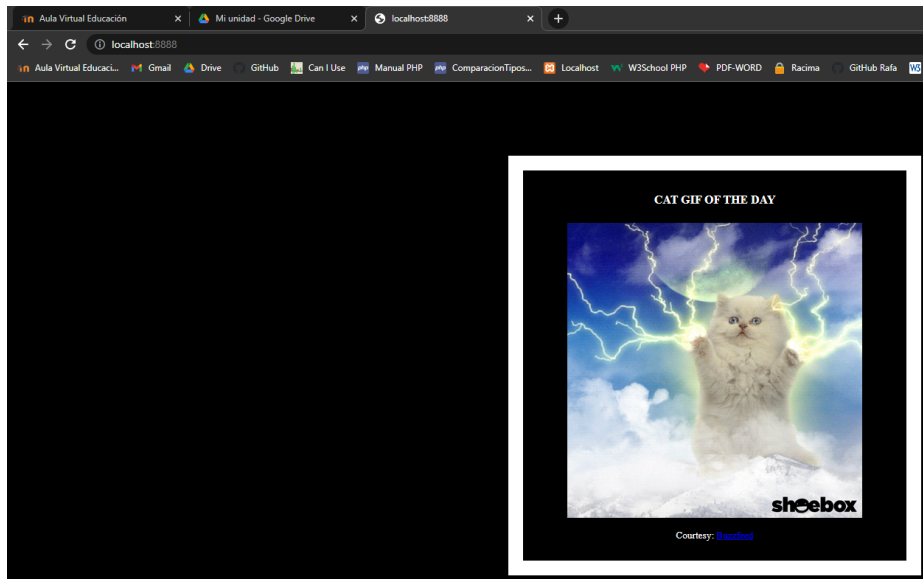 Aula Virtual Educación
Mi unidad - Google Drive
localhost:8888
localhost:8888
Aula Virtual Educaci... Gmail Drive GitHub Can I Use Manual PHP ComparacionTipos... Localhost W3School PHP PDF-WORD Racima GitHub Rafa
CAT GIF OF THE DAY
shoebox
Courtesy: Buzzfeed